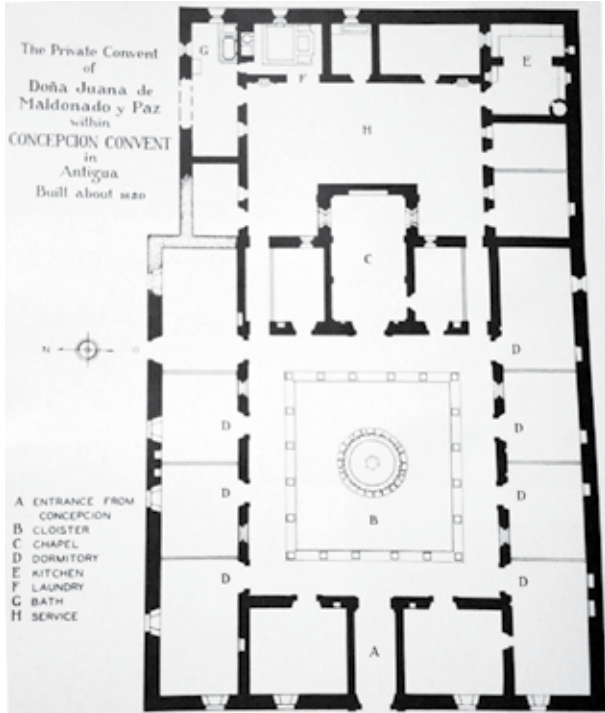 The Private Convent
of
Doña Juana de
Maldonado y Paz
within
CONCEPCION CONVENT
in
Antigua
Built about 1620
G
F
E
H
C
N
D
D
D
D
D
D
D
B
A
A ENTRANCE FROM
CONCEPCION
B CLOISTER
C CHAPEL
D DORMITORY
E KITCHEN
F LAUNDRY
G BATH
H SERVICE